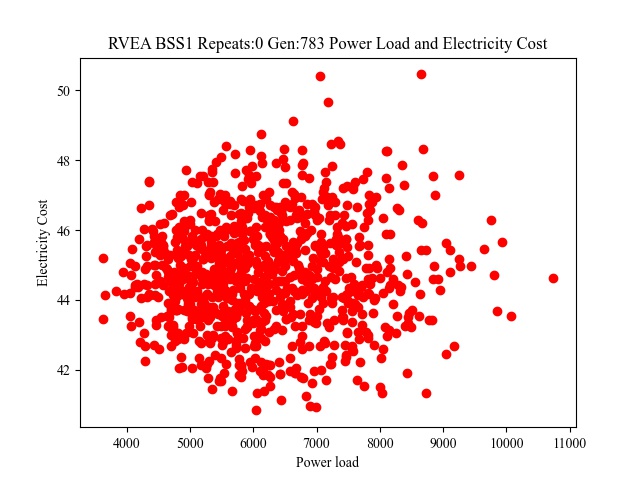 RVEA BSS1 Repeats:0 Gen:783 Power Load and Electricity Cost
Electricity Cost
50
48
46
44
42
4000 5000 6000 7000 8000 9000 10000 11000
Power load